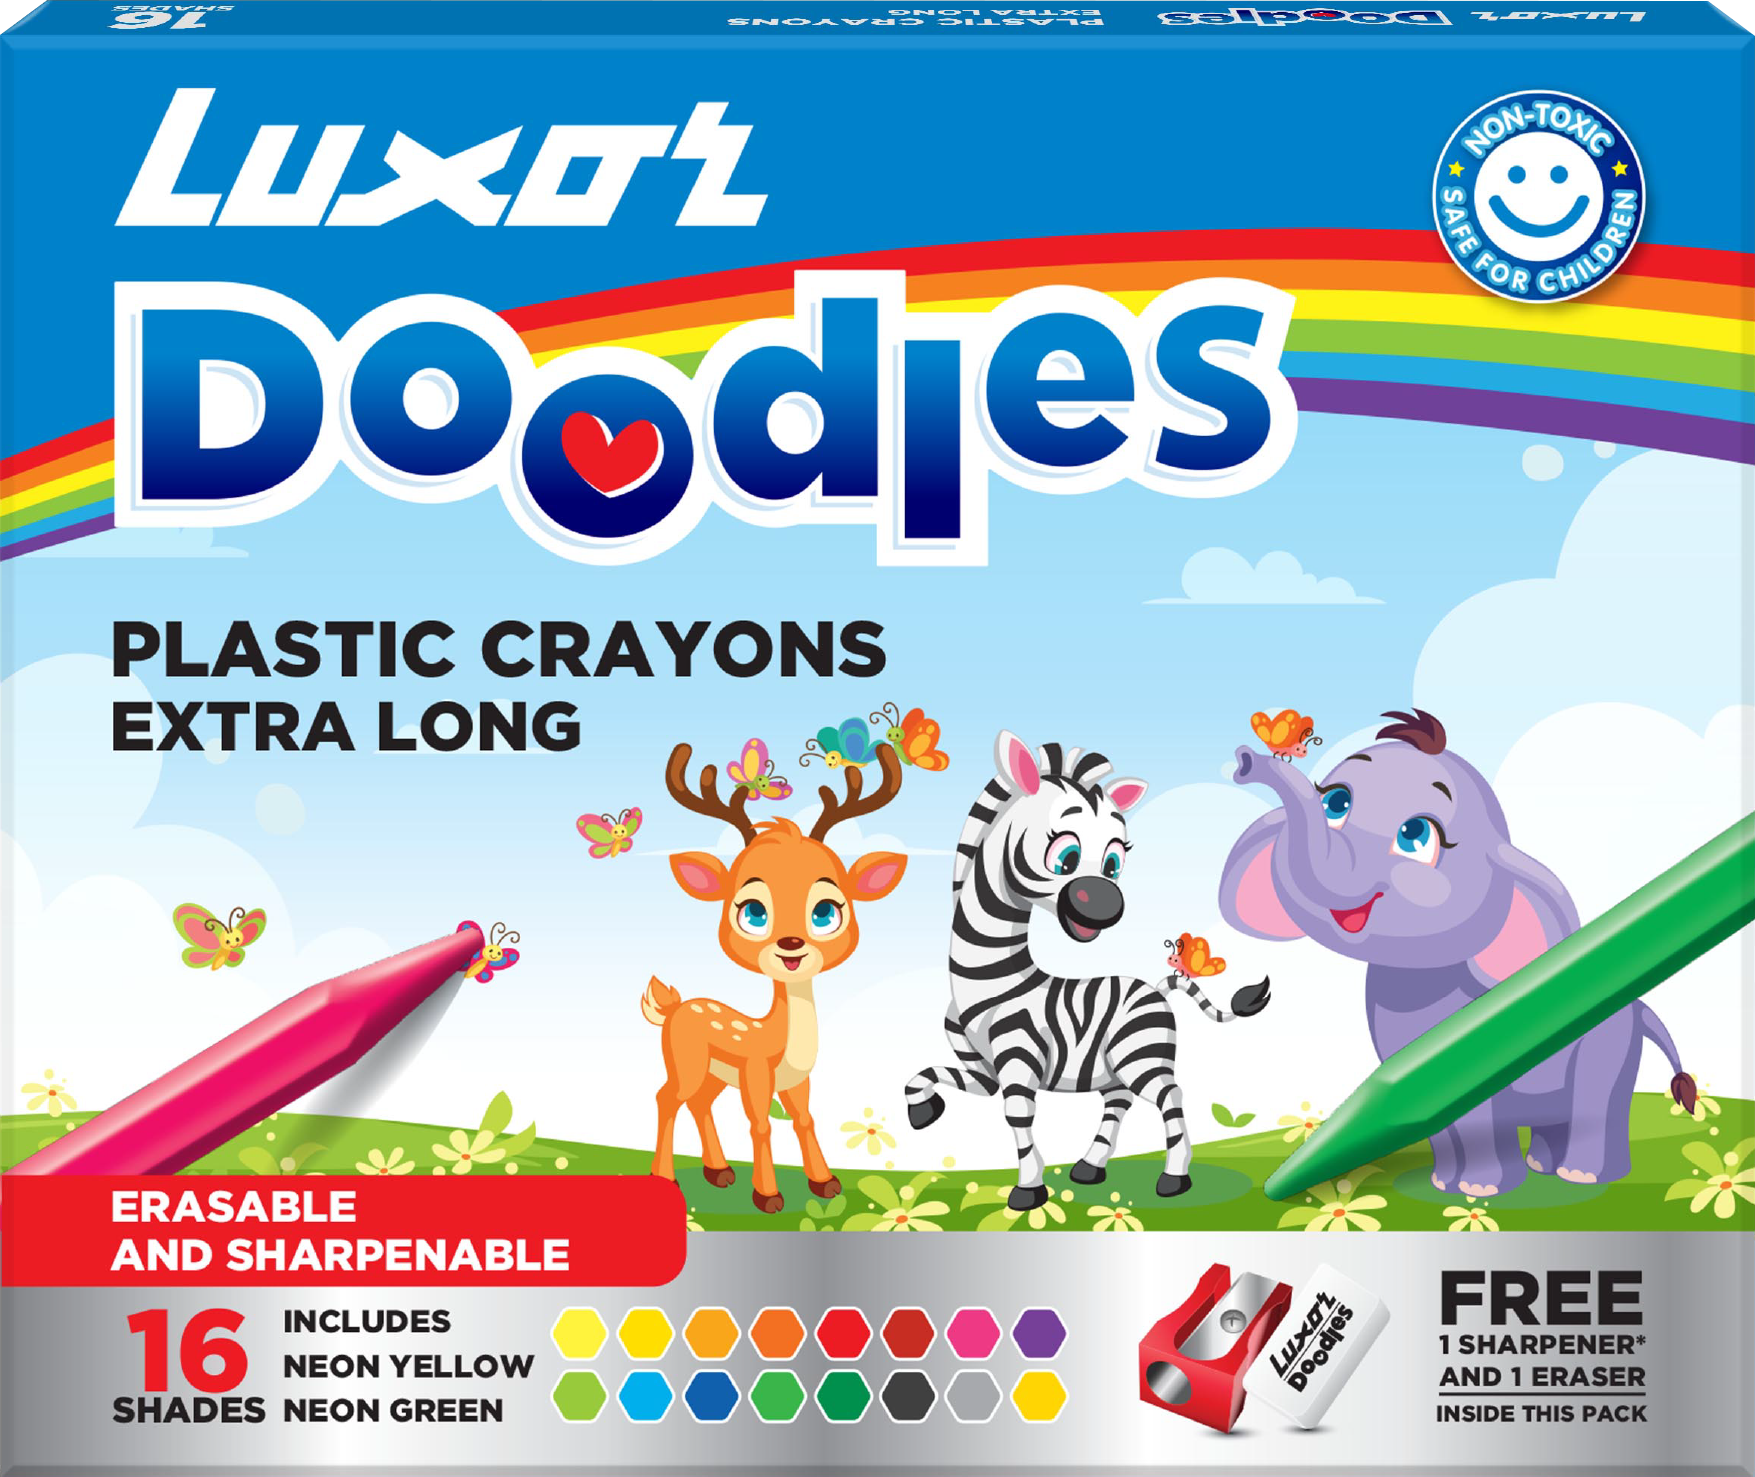 16
SHADES
PLASTIC CRAYONS
EXTRA LONG
Doodles
Luxor
Luxor
NON-TOXIC
SAFE FOR CHILDREN
Doodles
PLASTIC CRAYONS
EXTRA LONG
ERASABLE
AND SHARPENABLE
16
SHADES
INCLUDES
NEON YELLOW
NEON GREEN
Luxor
Doodles
FREE
1 SHARPENER*
AND 1 ERASER
INSIDE THIS PACK